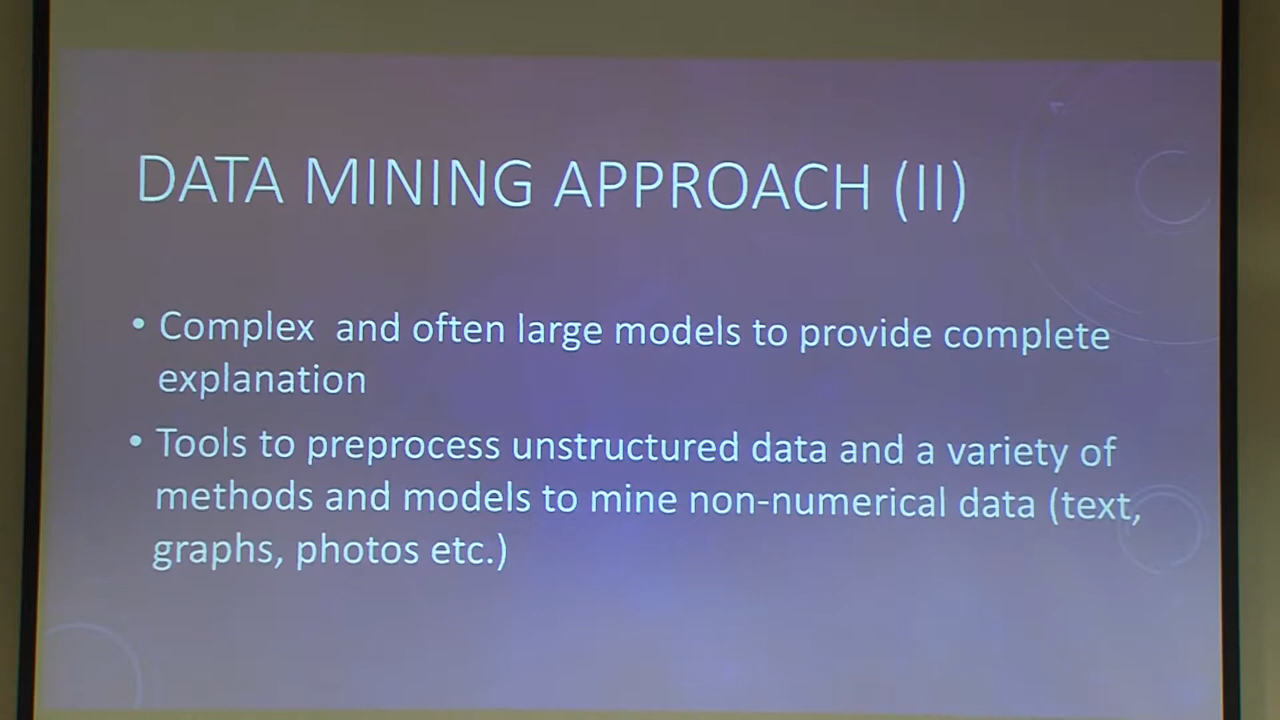 DATA MINING APPROACH (II)
• Complex and often large models to provide complete
explanation
• Tools to preprocess unstructured data and a variety of
methods and models to mine non-numerical data (text,
graphs, photos etc.)